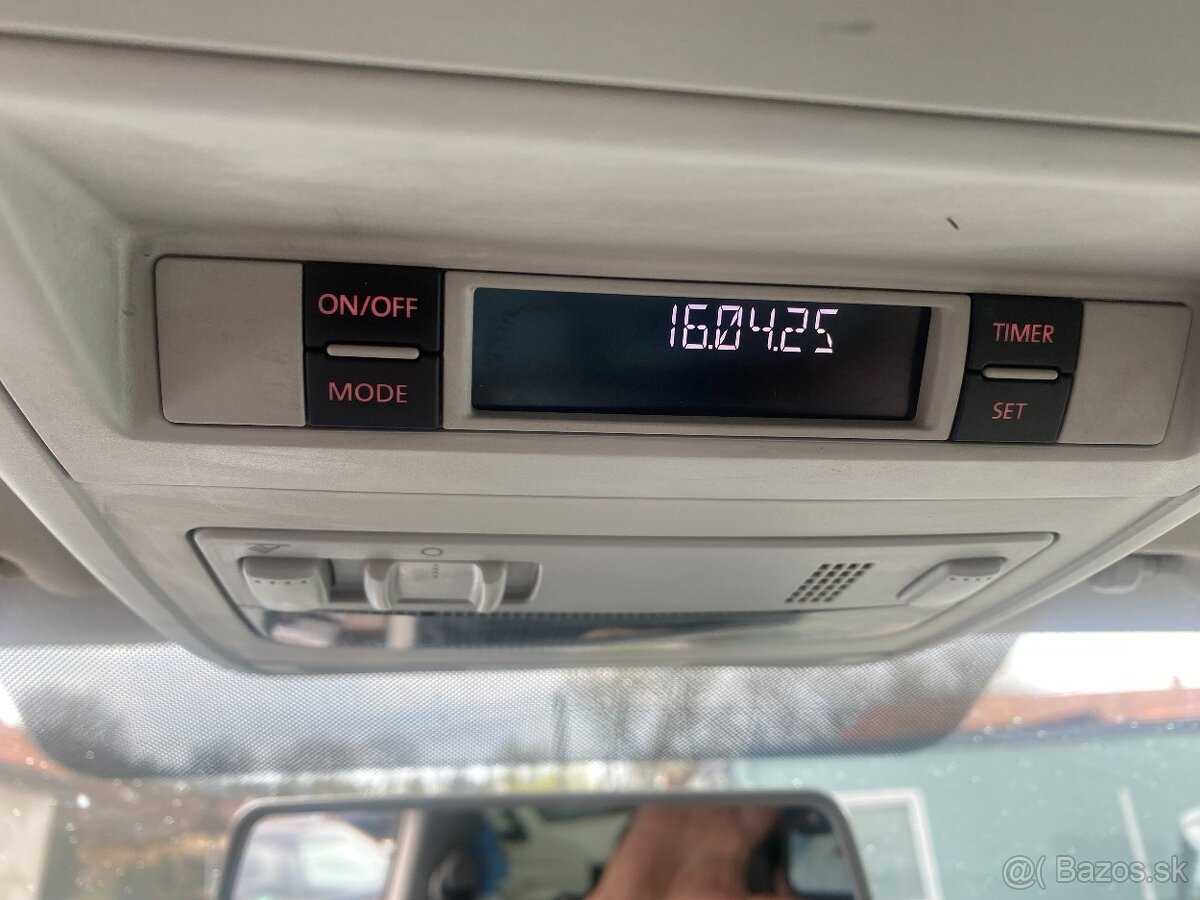 ON/OFF
MODE
16.04.25
TIMER
SET
@( Bazos.sk